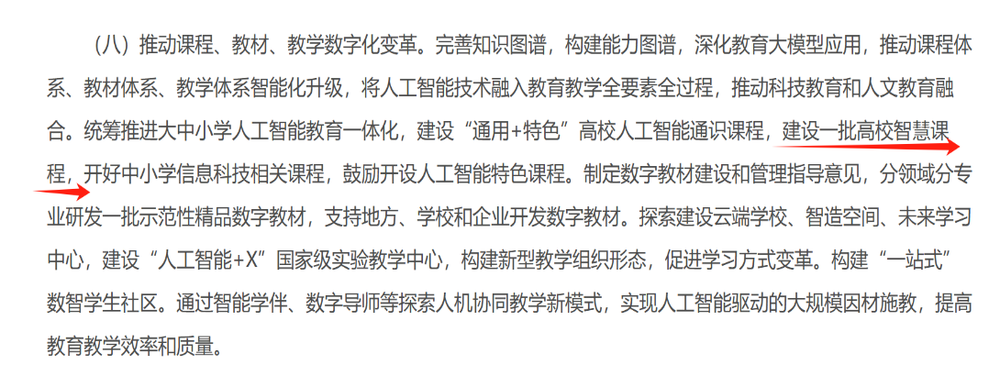 （八）推动课程、教材、教学数字化变革。完善知识图谱，构建能力图谱，深化教育大模型应用，推动课程体
系、教材体系、教学体系智能化升级，将人工智能技术融入教育教学全要素全过程，推动科技教育和人文教育融
合。统筹推进大中小学人工智能教育一体化，建设“通用+特色”高校人工智能通识课程，建设一批高校智慧课
程，开好中小学信息科技相关课程，鼓励开设人工智能特色课程。制定数字教材建设和管理指导意见，分领域分专
业研发一批示范性精品数字教材，支持地方、学校和企业开发数字教材。探索建设云端学校、智造空间、未来学习
中心，建设“人工智能+X”国家级实验教学中心，构建新型教学组织形态，促进学习方式变革。构建“一站式”
数智学生社区。通过智能学伴、数字导师等探索人机协同教学新模式，实现人工智能驱动的大规模因材施教，提高
教育教学效率和质量。